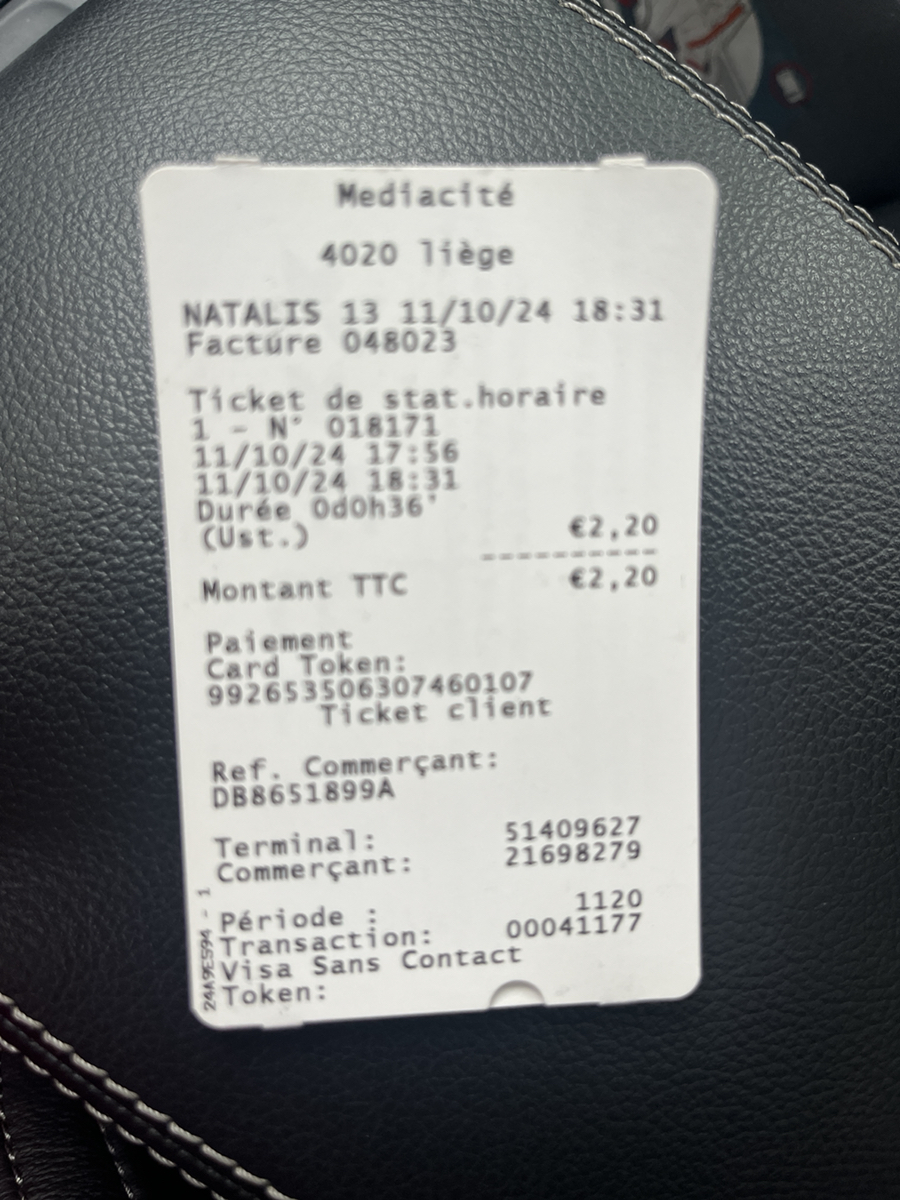 Mediacité
4020 liège
NATALIS 13 11/10/24 18:31
Facture 048023
Ticket de stat.horaire
1 - N° 018171
11/10/24 17:56
11/10/24 18:31
Durée 0d0h36'
(Ust.) €2,20
----------
Montant TTC €2,20
Paiement
Card Token:
992653506307460107
Ticket client
Ref. Commerçant:
DB8651899A
Terminal: 51409627
Commerçant: 21698279
Période : 1120
Transaction: 00041177
Visa Sans Contact
Token:
24A9E594 - 1